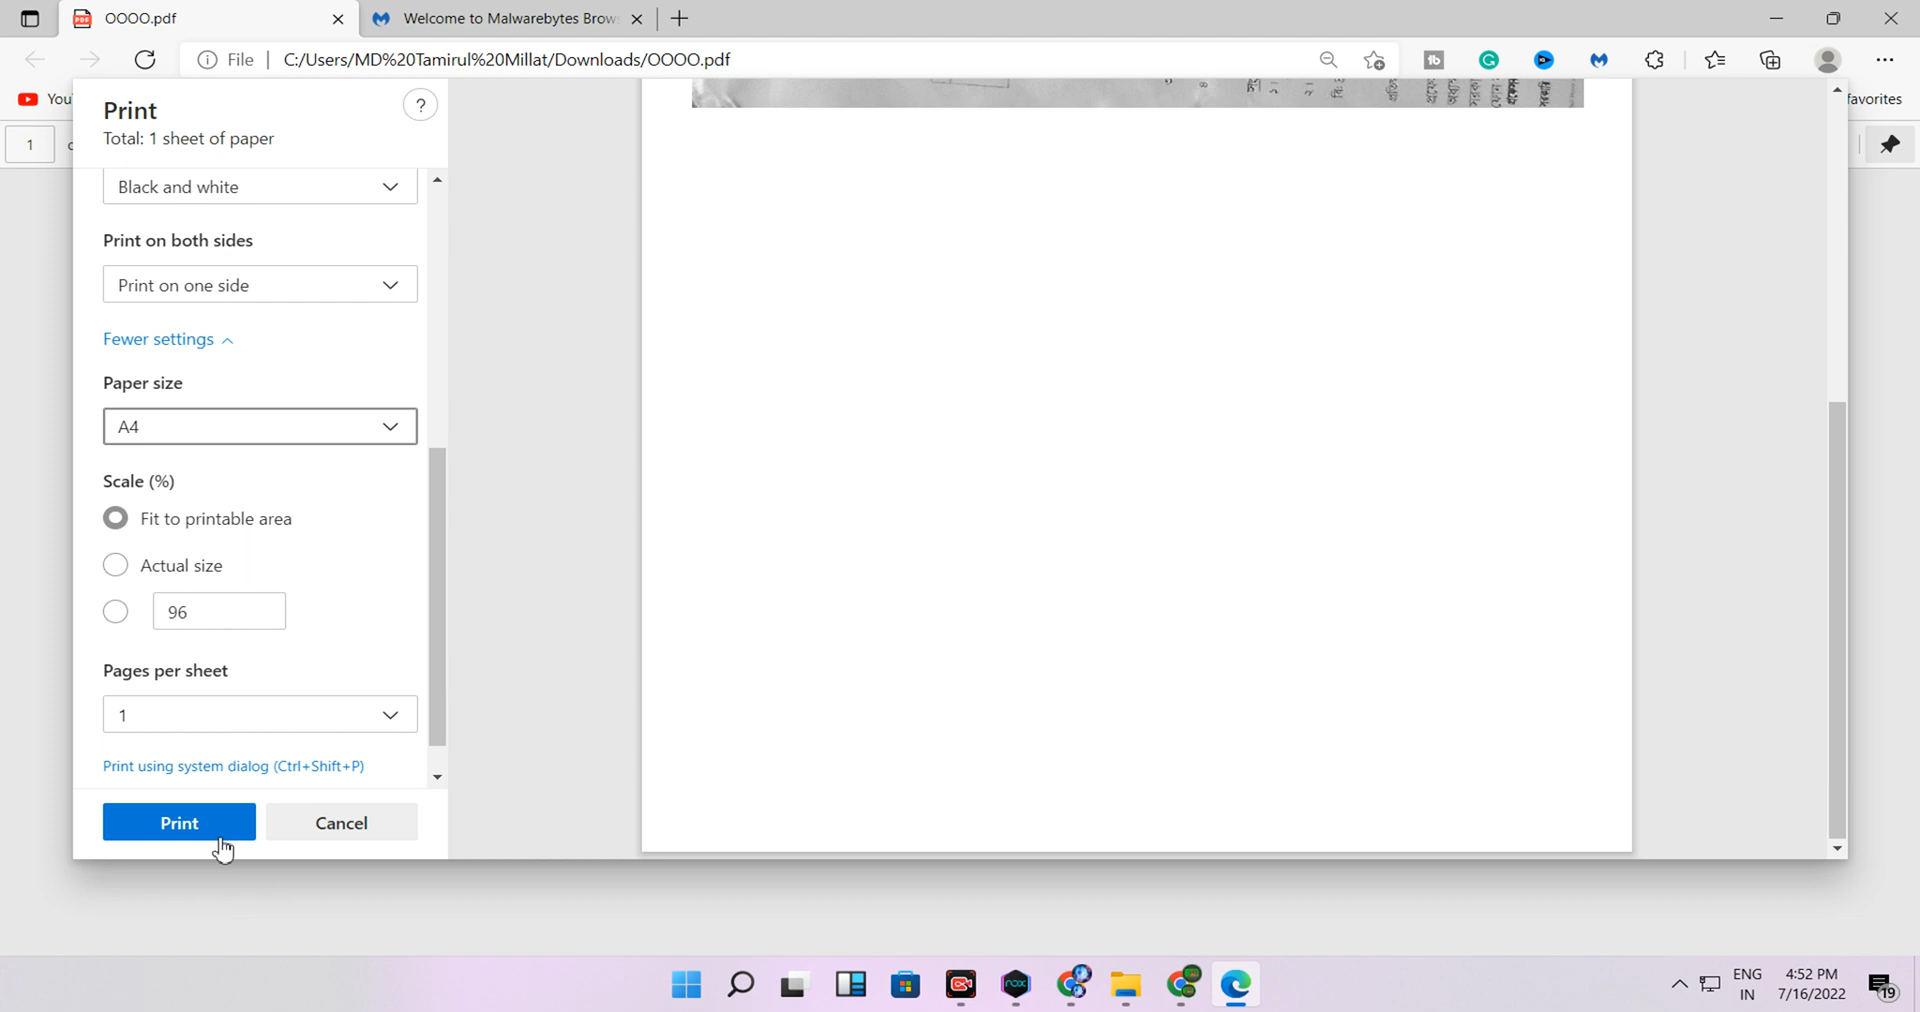 OOOO.pdf
Welcome to Malwarebytes Brow
File
C:/Users/MD%20Tamirul%20Millat/Downloads/OOOO.pdf
You
favorites
1
Print
?
Total: 1 sheet of paper
Black and white
Print on both sides
Print on one side
Fewer settings
Paper size
A4
Scale (%)
Fit to printable area
Actual size
96
Pages per sheet
1
Print using system dialog (Ctrl+Shift+P)
Print
Cancel
nox
ENG
IN
4:52 PM
7/16/2022
19